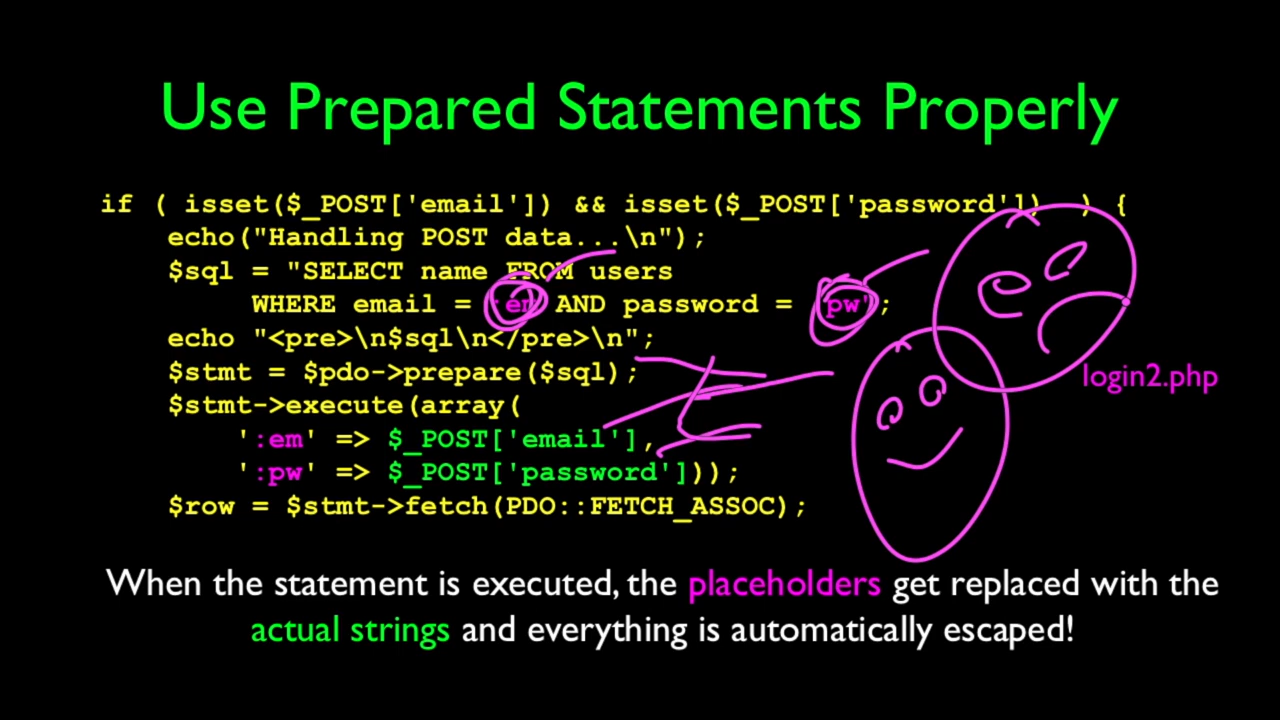 Use Prepared Statements Properly
if ( isset($_POST['email']) && isset($_POST['password']) ) {
echo("Handling POST data...\n");
$sql = "SELECT name FROM users
WHERE email = :em AND password = :pw";
echo "<pre>\n$sql\n</pre>\n";
$stmt = $pdo->prepare($sql);
login2.php
$stmt->execute(array(
':em' => $_POST['email'],
':pw' => $_POST['password']));
$row = $stmt->fetch(PDO::FETCH_ASSOC);
When the statement is executed, the placeholders get replaced with the
actual strings and everything is automatically escaped!